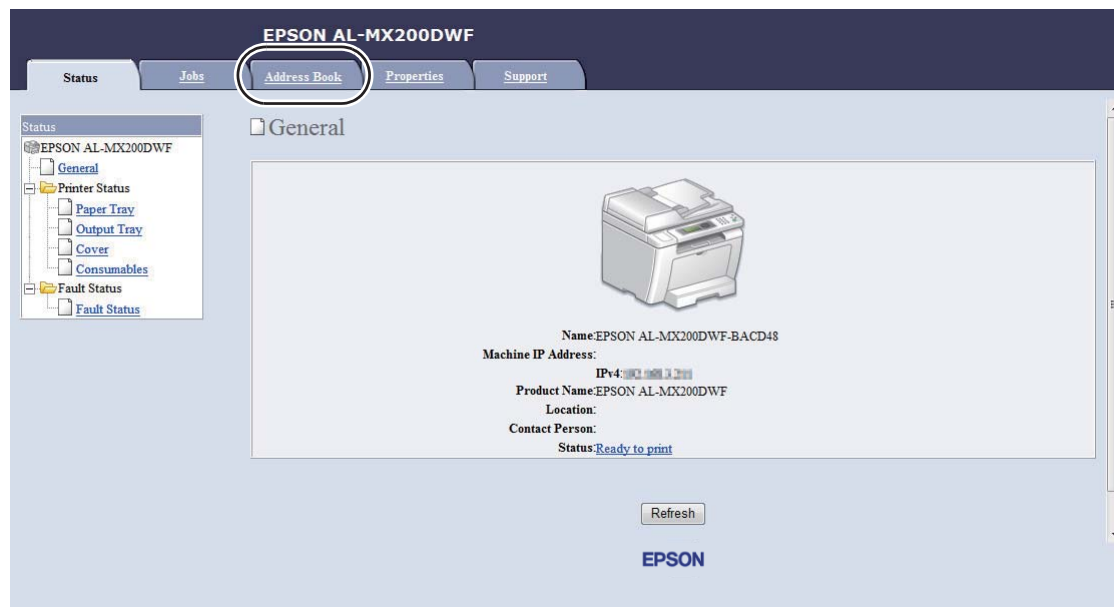 EPSON AL-MX200DWF
Status
Jobs
Address Book
Properties
Support
Status
EPSON AL-MX200DWF
General
Printer Status
Paper Tray
Output Tray
Cover
Consumables
Fault Status
Fault Status
General
Name:EPSON AL-MX200DWF-BACD48
Machine IP Address:
IPv4:
Product Name:EPSON AL-MX200DWF
Location:
Contact Person:
Status:Ready to print
Refresh
EPSON